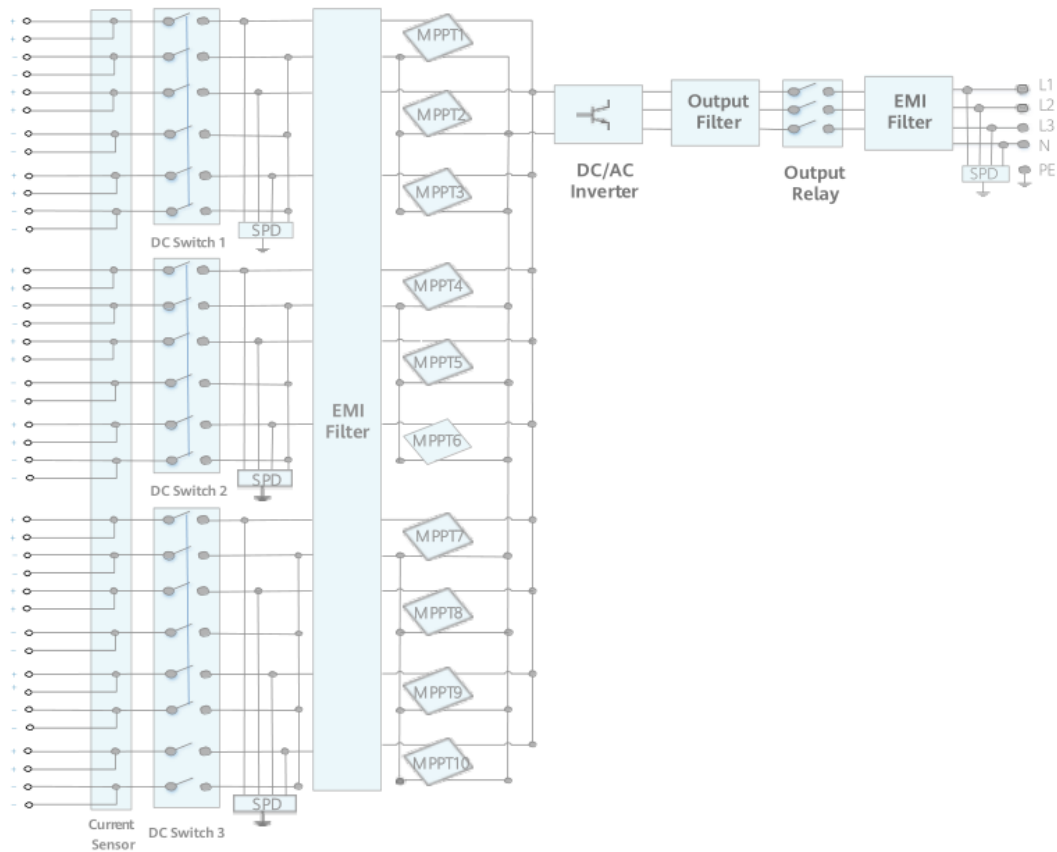 MPPT1
MPPT2
MPPT3
SPD
DC Switch 1
DC/AC
Inverter
Output
Filter
Output
Relay
EMI
Filter
L1
L2
L3
N
PE
SPD
MPPT4
MPPT5
MPPT6
EMI
Filter
SPD
DC Switch 2
MPPT7
MPPT8
MPPT9
MPPT10
SPD
Current
Sensor
DC Switch 3